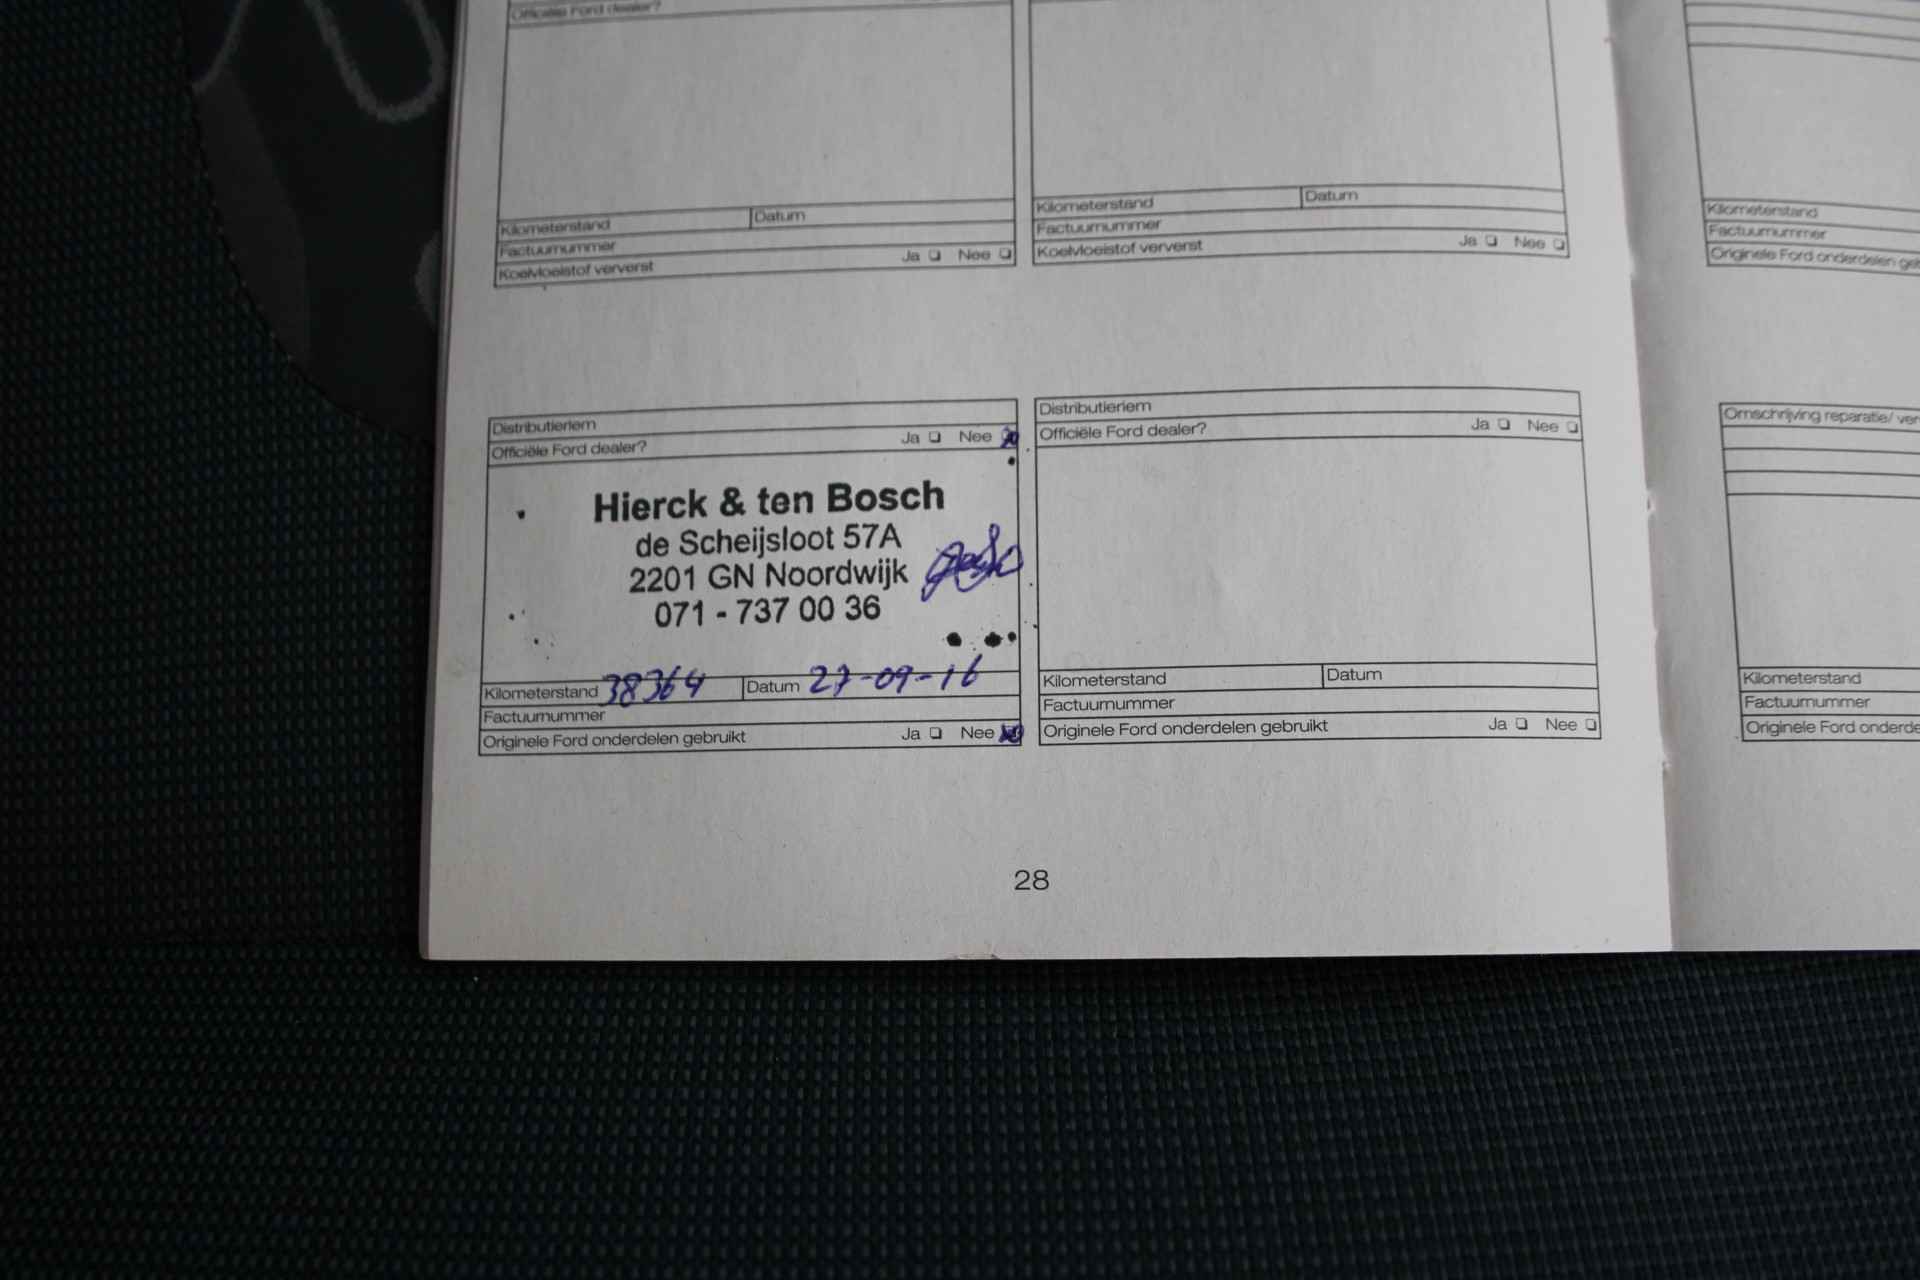 Officiële Ford dealer?
Kilometerstand Datum
Factuurnummer
Koelvloeistof ververst Ja Nee
Kilometerstand Datum
Factuurnummer
Koelvloeistof ververst Ja Nee
Kilometerstand
Factuurnummer
Originele Ford onderdelen ge
Distributieriem
Officiële Ford dealer? Ja Nee
Hierck & ten Bosch
de Scheijsloot 57A
2201 GN Noordwijk
071 - 737 00 36
Kilometerstand 38364 Datum 27-09-16
Factuurnummer
Originele Ford onderdelen gebruikt Ja Nee
Distributieriem
Officiële Ford dealer? Ja Nee
Kilometerstand Datum
Factuurnummer
Originele Ford onderdelen gebruikt Ja Nee
Omschrijving reparatie/ ver
Kilometerstand
Factuurnummer
Originele Ford onderde
28